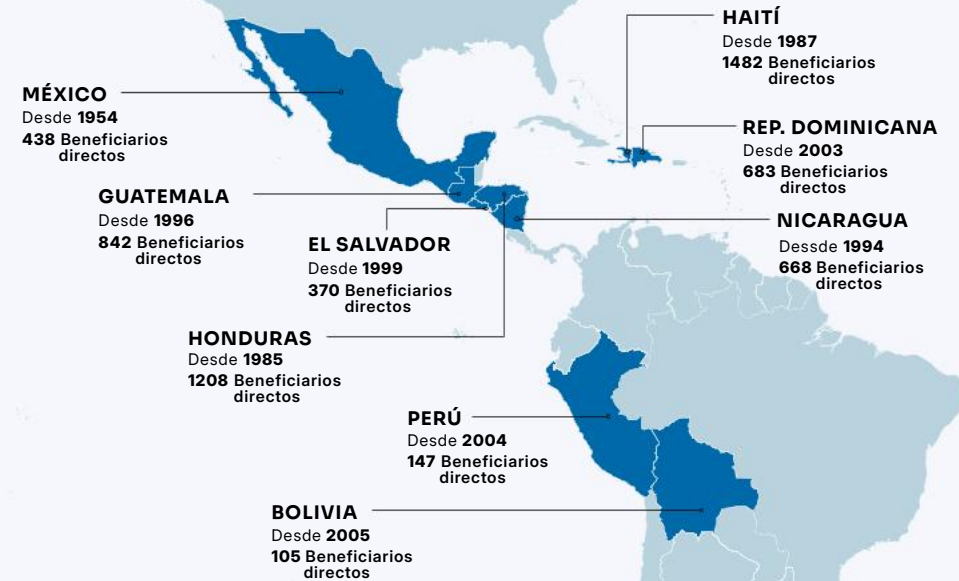 HAITÍ
Desde 1987
1482 Beneficiarios
directos
MÉXICO
Desde 1954
438 Beneficiarios
directos
REP. DOMINICANA
Desde 2003
683 Beneficiarios
directos
GUATEMALA
Desde 1996
842 Beneficiarios
directos
NICARAGUA
Dessde 1994
668 Beneficiarios
directos
EL SALVADOR
Desde 1999
370 Beneficiarios
directos
HONDURAS
Desde 1985
1208 Beneficiarios
directos
PERÚ
Desde 2004
147 Beneficiarios
directos
BOLIVIA
Desde 2005
105 Beneficiarios
directos